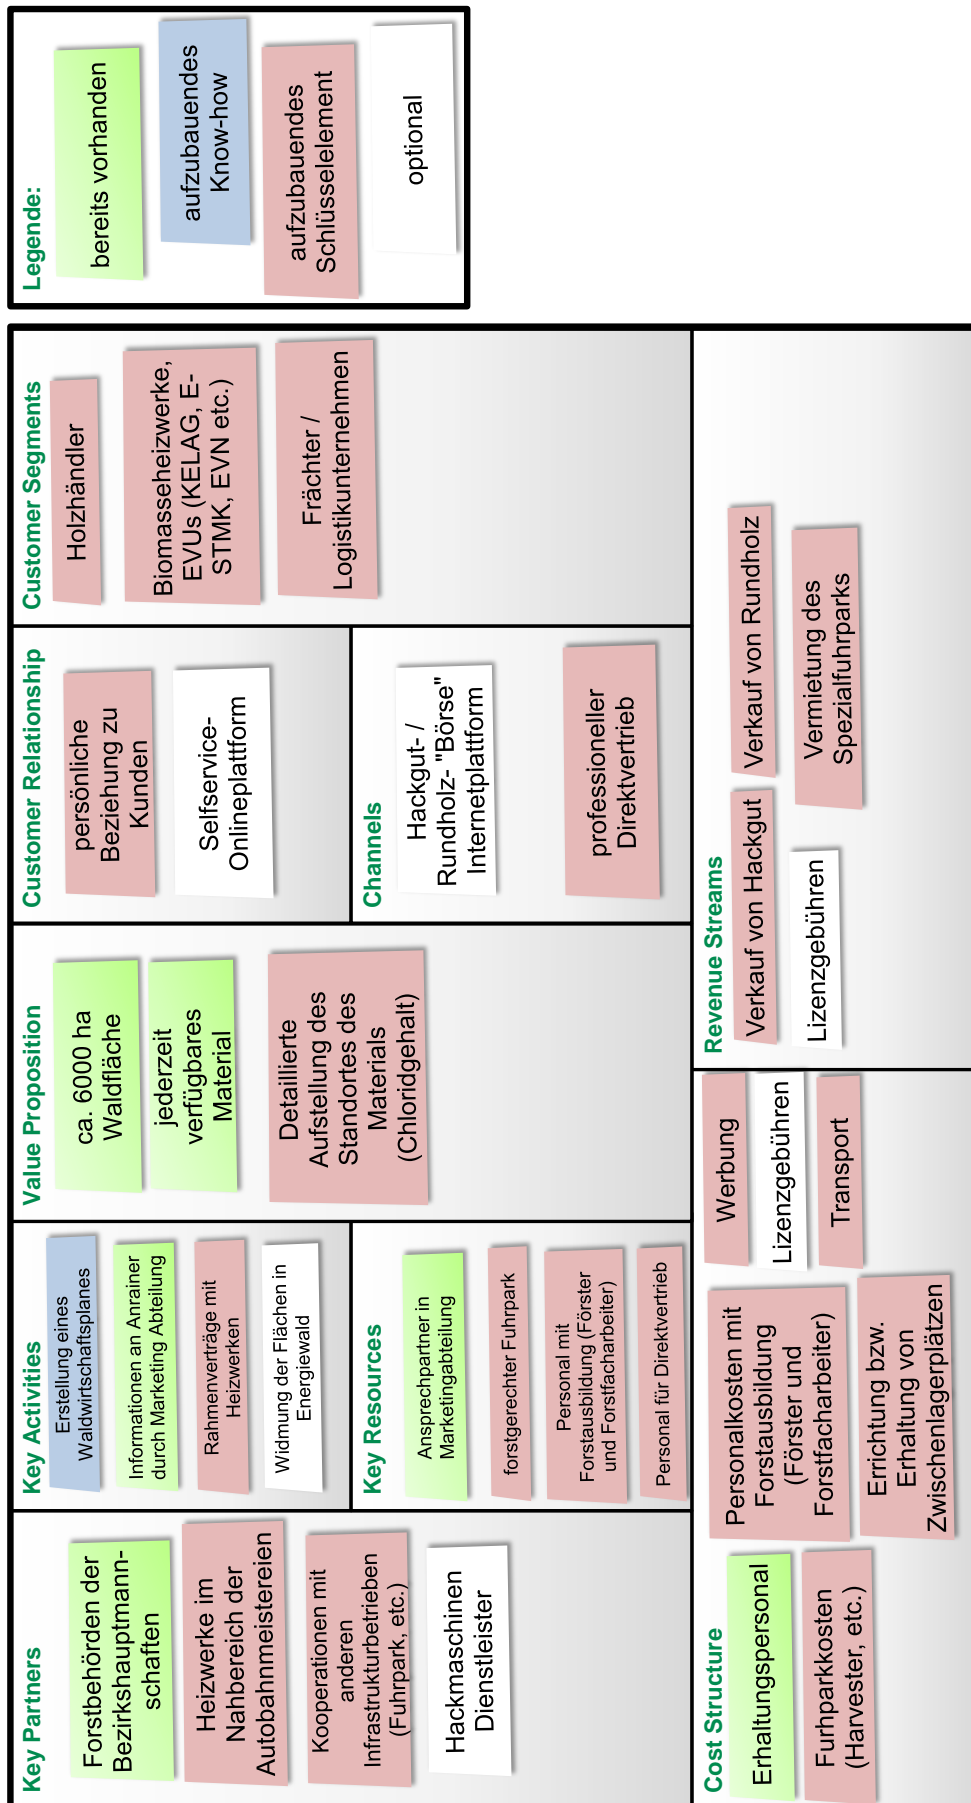 Key Partners
Forstbehörden der
Bezirkshauptmann-
schaften
Heizwerke im
Nahbereich der
Autobahnmeistereien
Kooperationen mit
anderen
Infrastrukturbetrieben
(Fuhrpark, etc.)
Hackmaschinen
Dienstleister
Key Activities
Erstellung eines
Waldwirtschaftsplanes
Informationen an Anrainer
durch Marketing Abteilung
Rahmenverträge mit
Heizwerken
Widmung der Flächen in
Energiewald
Key Resources
Ansprechpartner in
Marketingabteilung
forstgerechter Fuhrpark
Personal mit
Forstausbildung (Förster
und Forstfacharbeiter)
Personal für Direktvertrieb
Value Proposition
ca. 6000 ha
Waldfläche
jederzeit
verfügbares
Material
Detaillierte
Aufstellung des
Standortes des
Materials
(Chloridgehalt)
Customer Relationship
persönliche
Beziehung zu
Kunden
Selfservice-
Onlineplattform
Channels
Hackgut- /
Rundholz- "Börse"
Internetplattform
professioneller
Direktvertrieb
Customer Segments
Holzhändler
Biomasseheizwerke,
EVUs (KELAG, E-
STMK, EVN etc.)
Frächter /
Logistikunternehmen
Cost Structure
Erhaltungspersonal
Furhparkkosten
(Harvester, etc.)
Personalkosten mit
Forstausbildung
(Förster und
Forstfacharbeiter)
Errichtung bzw.
Erhaltung von
Zwischenlagerplätzen
Werbung
Lizenzgebühren
Transport
Revenue Streams
Verkauf von Hackgut
Verkauf von Rundholz
Lizenzgebühren
Vermietung des
Spezialfuhrparks
Legende:
bereits vorhanden
aufzubauendes
Know-how
aufzubauendes
Schlüsselelement
optional